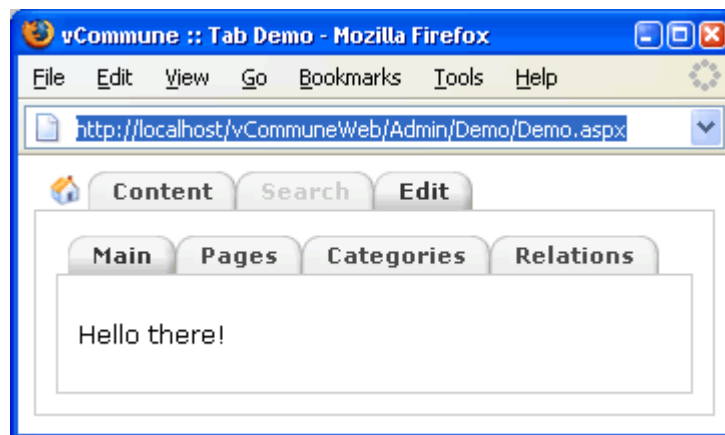 vCommune :: Tab Demo - Mozilla Firefox
File Edit View Go Bookmarks Tools Help
http://localhost/vCommuneWeb/Admin/Demo/Demo.aspx
Content Search Edit
Main Pages Categories Relations
Hello there!